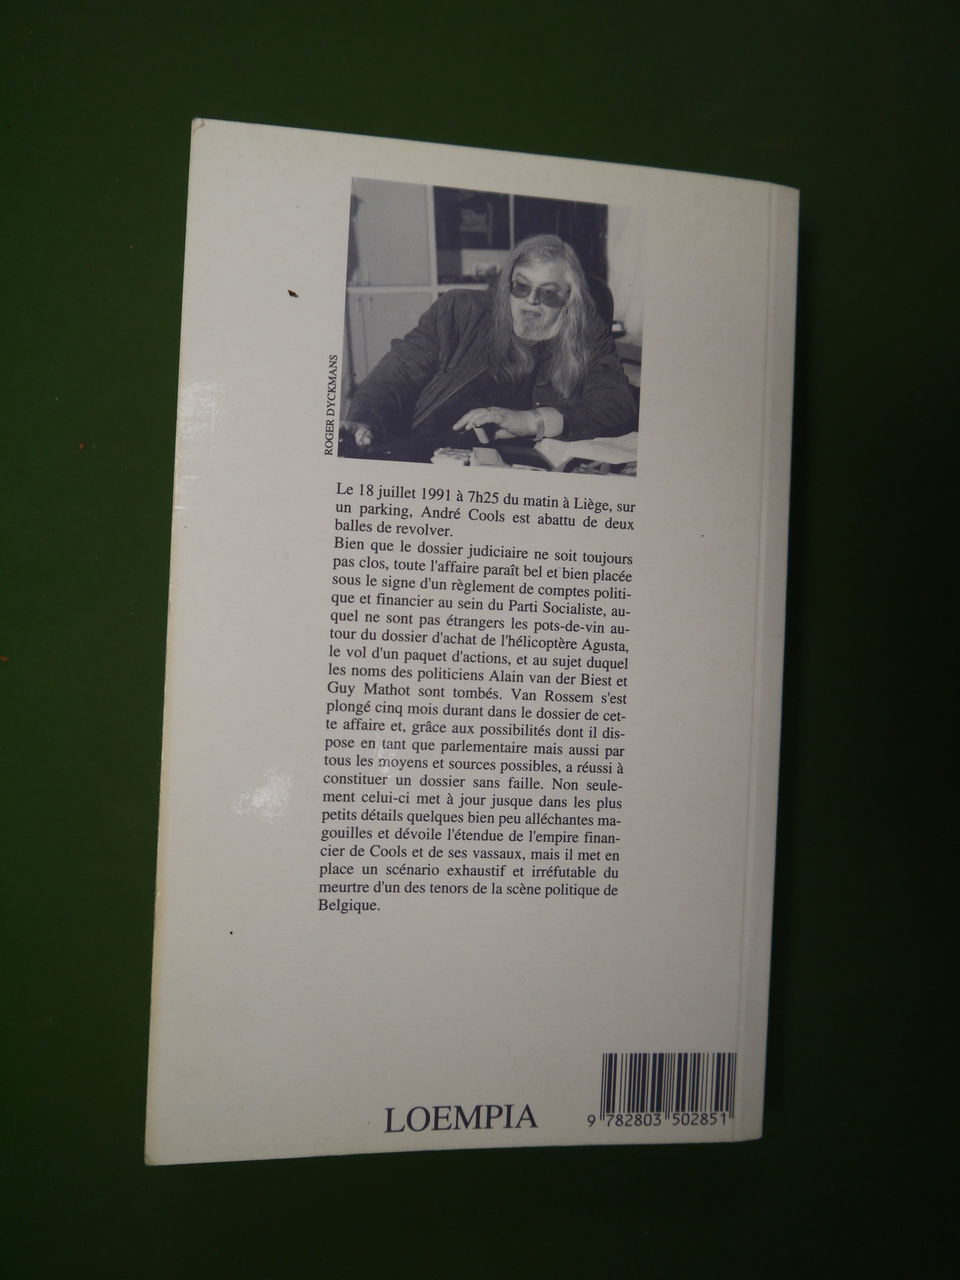 ROGER DYCKMANS
Le 18 juillet 1991 à 7h25 du matin à Liège, sur
un parking, André Cools est abattu de deux
balles de revolver.
Bien que le dossier judiciaire ne soit toujours
pas clos, toute l'affaire paraît bel et bien placée
sous le signe d'un règlement de comptes politi-
que et financier au sein du Parti Socialiste, au-
quel ne sont pas étrangers les pots-de-vin au-
tour du dossier d'achat de l'hélicoptère Agusta,
le vol d'un paquet d'actions, et au sujet duquel
les noms des politiciens Alain van der Biest et
Guy Mathot sont tombés. Van Rossem s'est
plongé cinq mois durant dans le dossier de cet-
te affaire et, grâce aux possibilités dont il dis-
pose en tant que parlementaire mais aussi par
tous les moyens et sources possibles, a réussi à
constituer un dossier sans faille. Non seule-
ment celui-ci met à jour jusque dans les plus
petits détails quelques bien peu alléchantes ma-
gouilles et dévoile l'étendue de l'empire finan-
cier de Cools et de ses vassaux, mais il met en
place un scénario exhaustif et irréfutable du
meurtre d'un des tenors de la scène politique de
Belgique.
LOEMPIA
9 782803 502851